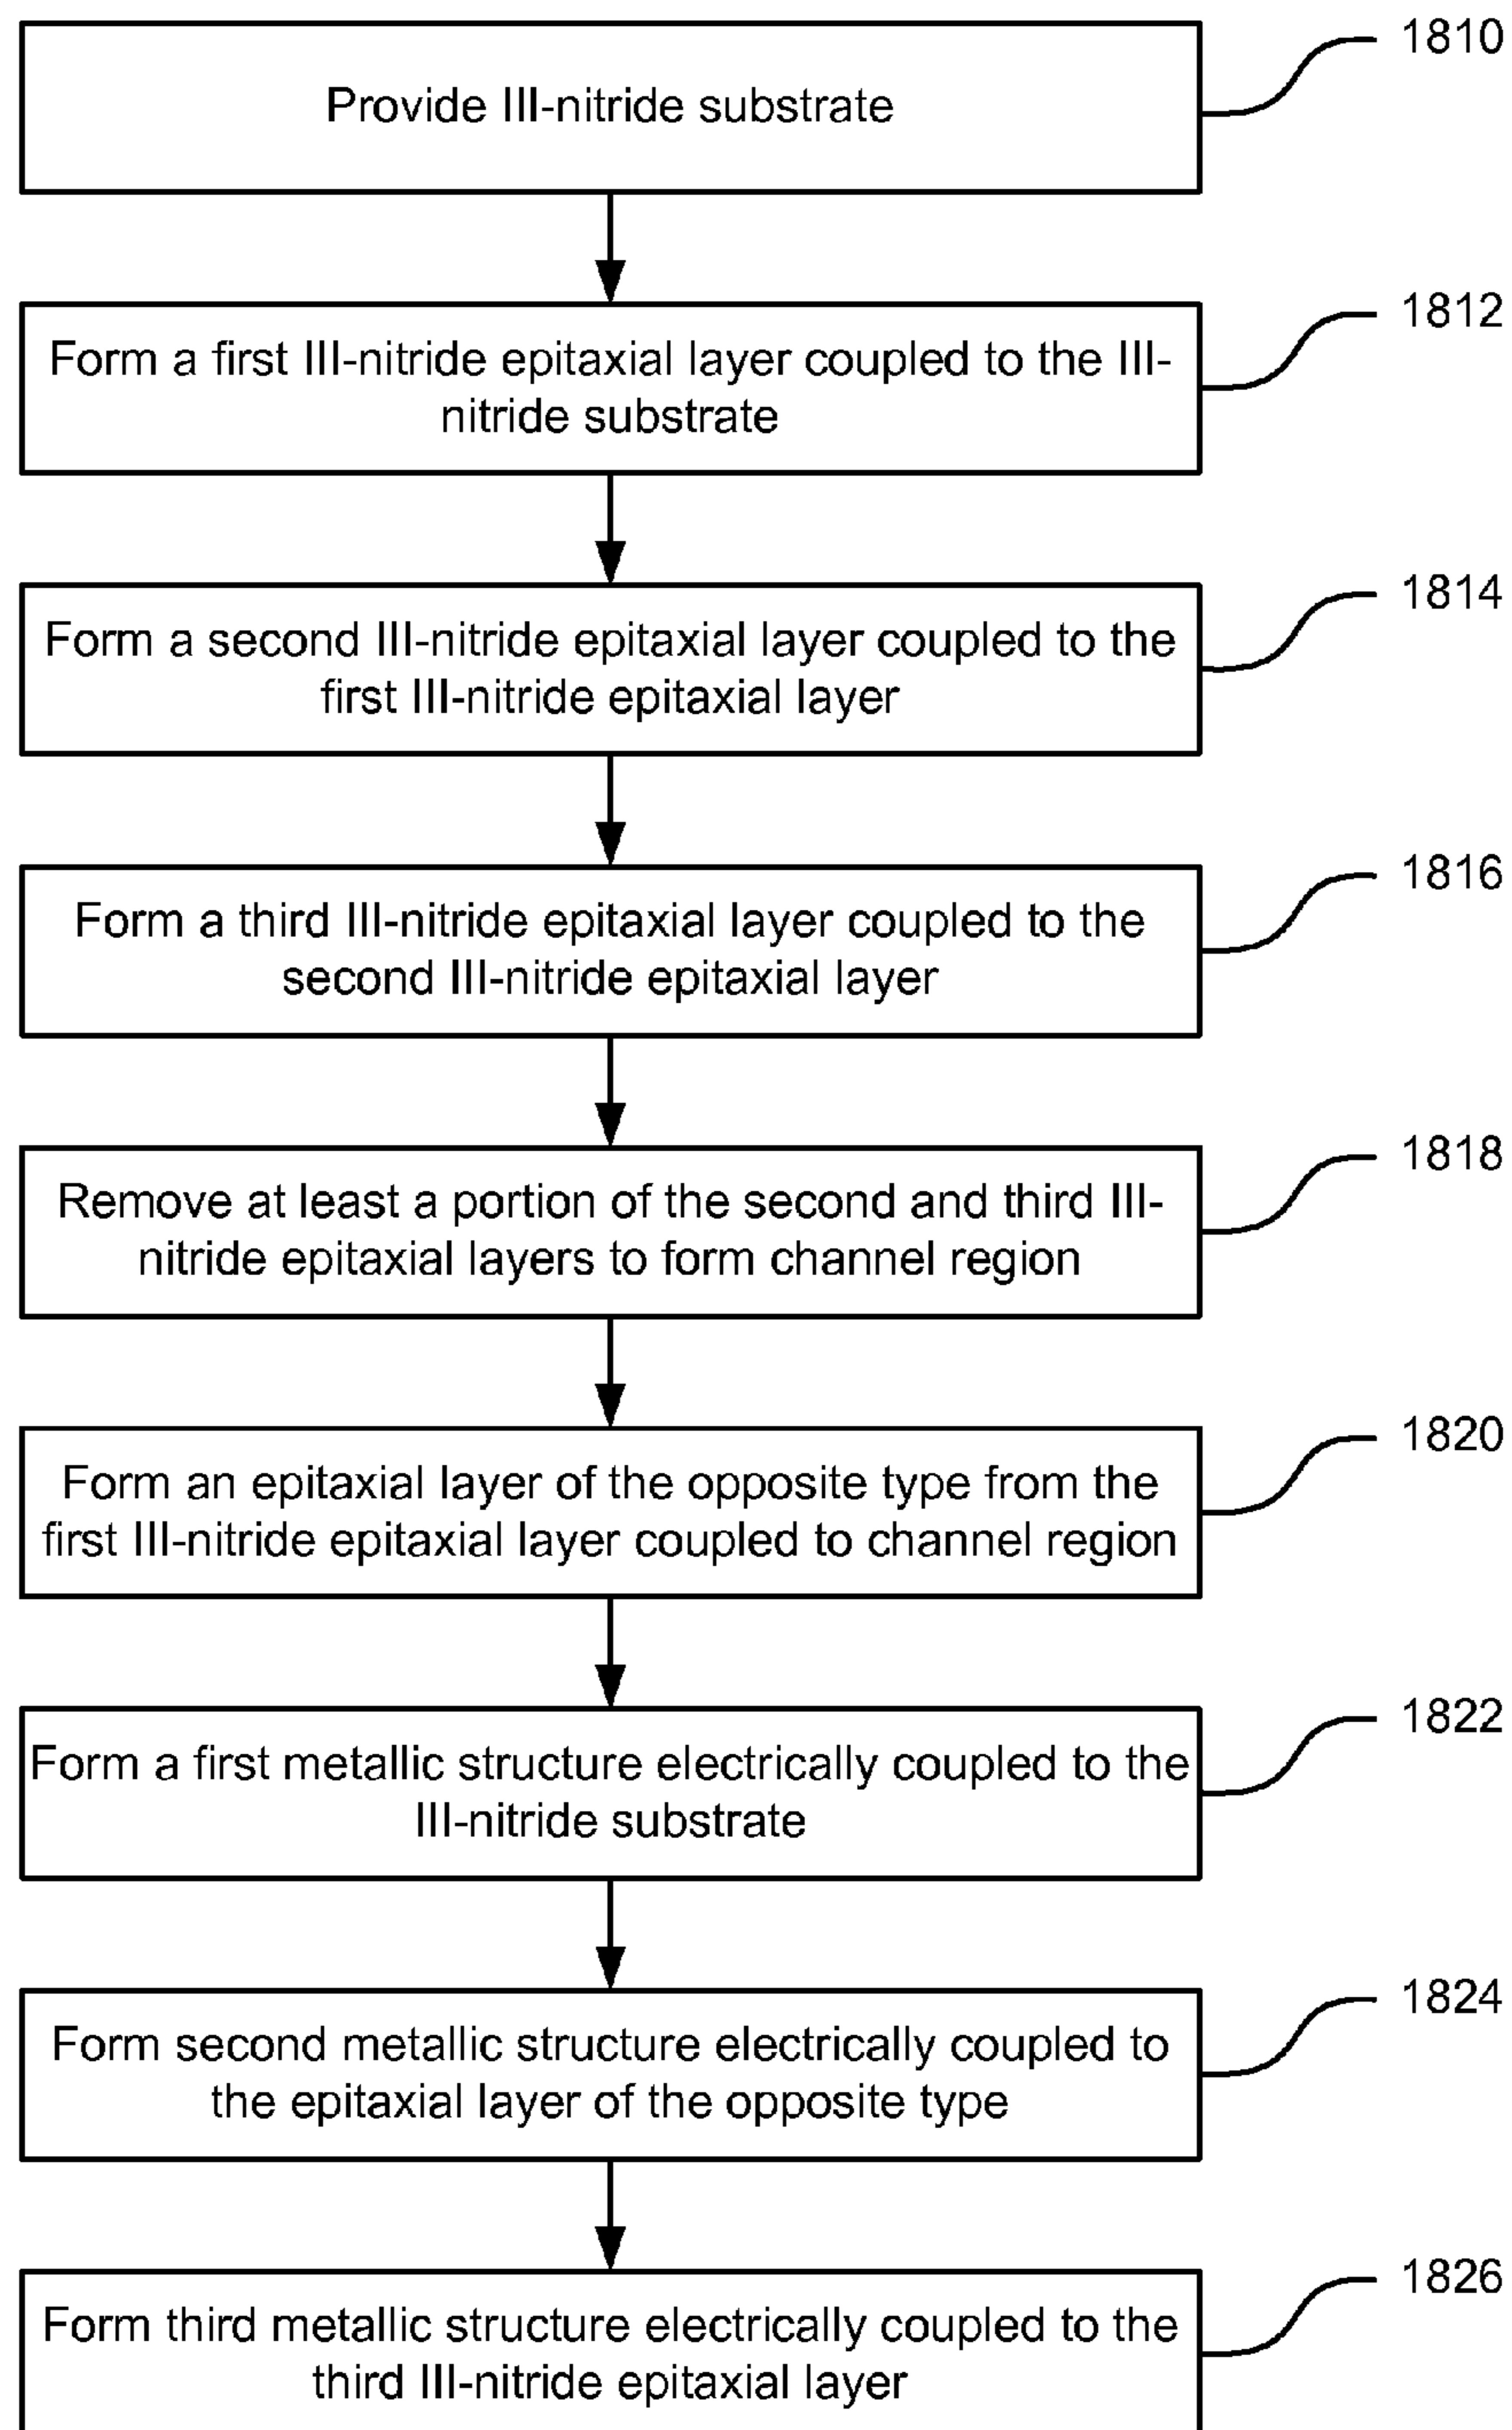 1810
Provide III-nitride substrate
1812
Form a first III-nitride epitaxial layer coupled to the III-
nitride substrate
1814
Form a second III-nitride epitaxial layer coupled to the
first III-nitride epitaxial layer
1816
Form a third III-nitride epitaxial layer coupled to the
second III-nitride epitaxial layer
1818
Remove at least a portion of the second and third III-
nitride epitaxial layers to form channel region
1820
Form an epitaxial layer of the opposite type from the
first III-nitride epitaxial layer coupled to channel region
1822
Form a first metallic structure electrically coupled to the
III-nitride substrate
1824
Form second metallic structure electrically coupled to
the epitaxial layer of the opposite type
1826
Form third metallic structure electrically coupled to the
third III-nitride epitaxial layer